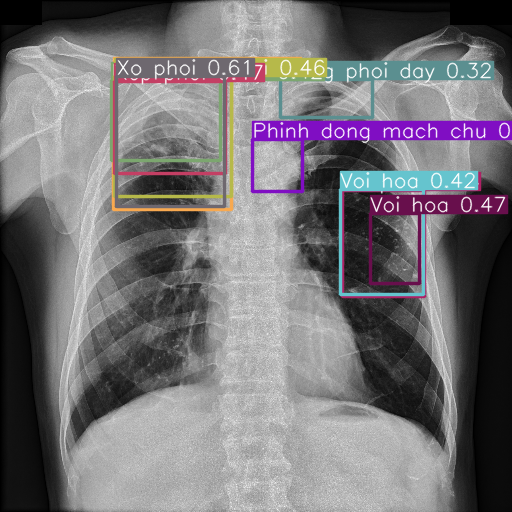 Xo phoi 0.61
0.46
phoi day 0.32
Phinh dong mach chu 0
Voi hoa 0.42
Voi hoa 0.47